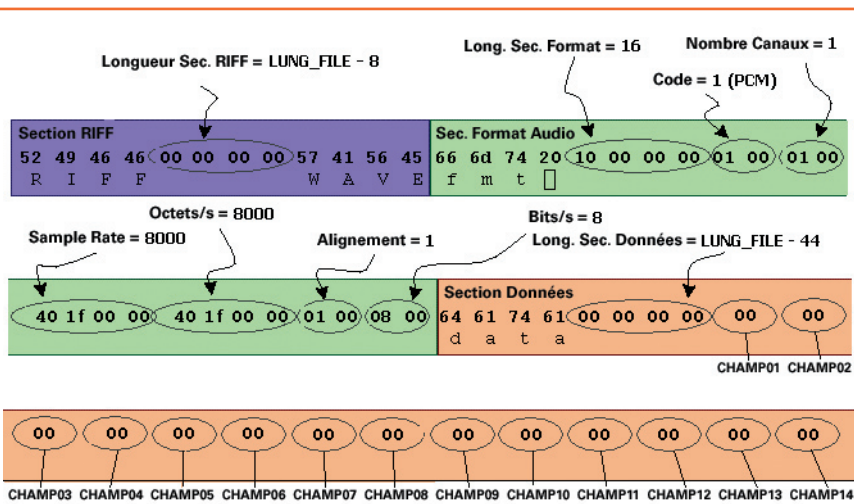 Long. Sec. Format = 16
Nombre Canaux = 1
Longueur Sec. RIFF = LUNG_FILE - 8
Code = 1 (PCM)
Section RIFF
Sec. Format Audio
52 49 46 46 00 00 00 00 57 41 56 45 66 6d 74 20 10 00 00 00 01 00 01 00
R I F F W A V E f m t
Octets/s = 8000
Bits/s = 8
Sample Rate = 8000
Alignement = 1
Long. Sec. Données = LUNG_FILE - 44
Section Données
40 1f 00 00 40 1f 00 00 01 00 08 00 64 61 74 61 00 00 00 00 00 00
d a t a
CHAMP01 CHAMP02
00 00 00 00 00 00 00 00 00 00 00 00
CHAMP03 CHAMP04 CHAMP05 CHAMP06 CHAMP07 CHAMP08 CHAMP09 CHAMP10 CHAMP11 CHAMP12 CHAMP13 CHAMP14